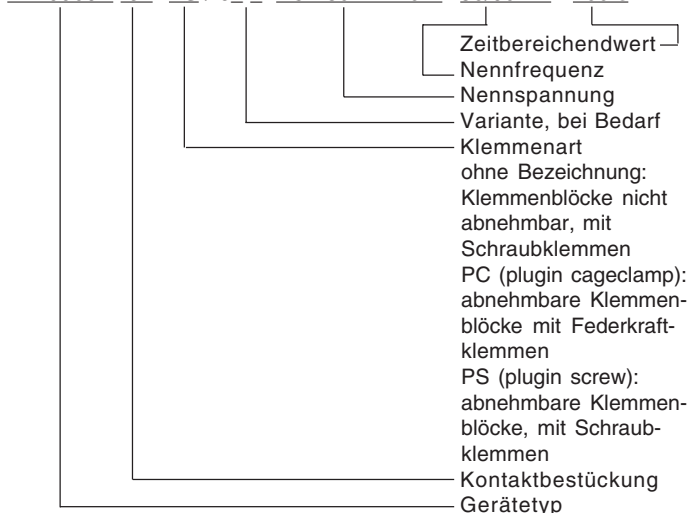 Zeitbereichendwert
Nennfrequenz
Nennspannung
Variante, bei Bedarf
Klemmenart
ohne Bezeichnung:
Klemmenblöcke nicht
abnehmbar, mit
Schraubklemmen
PC (plugin cageclamp):
abnehmbare Klemmen-
blöcke mit Federkraft-
klemmen
PS (plugin screw):
abnehmbare Klemmen-
blöcke, mit Schraub-
klemmen
Kontaktbestückung
Gerätetyp